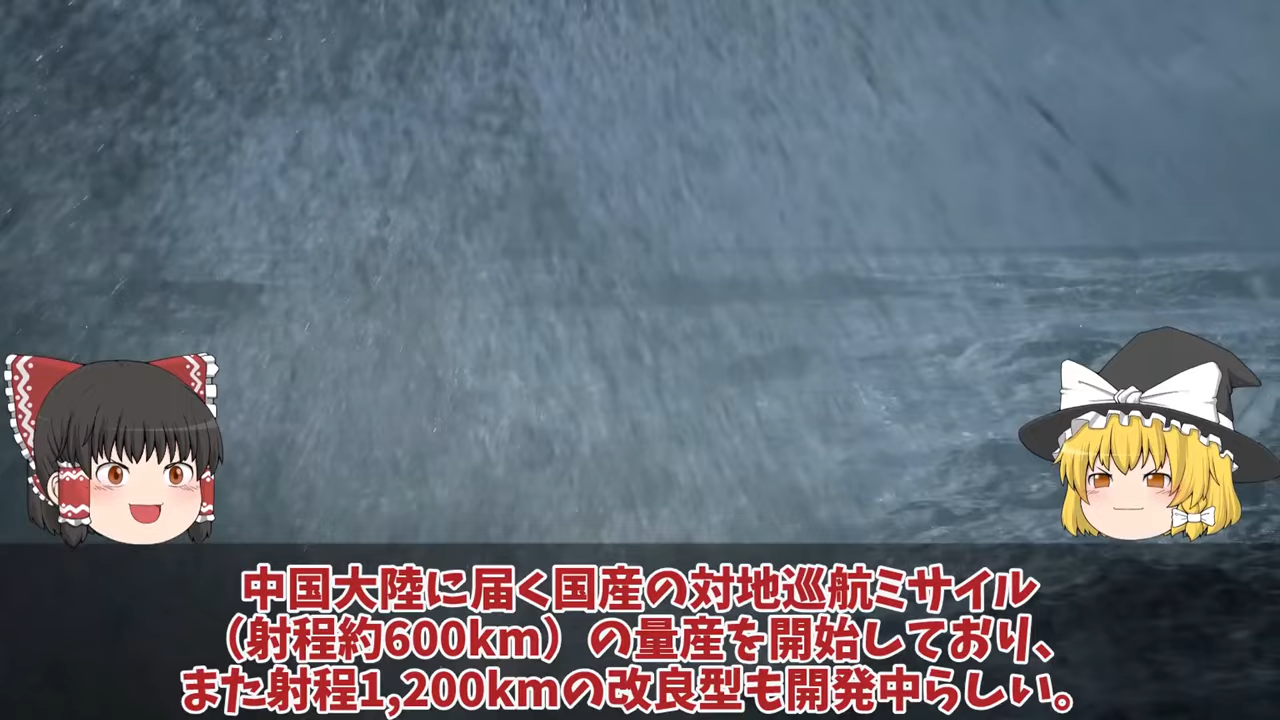 中国大陸に届く国産の対地巡航ミサイル
（射程約600km）の量産を開始しており、
また射程1,200kmの改良型も開発中らしい。